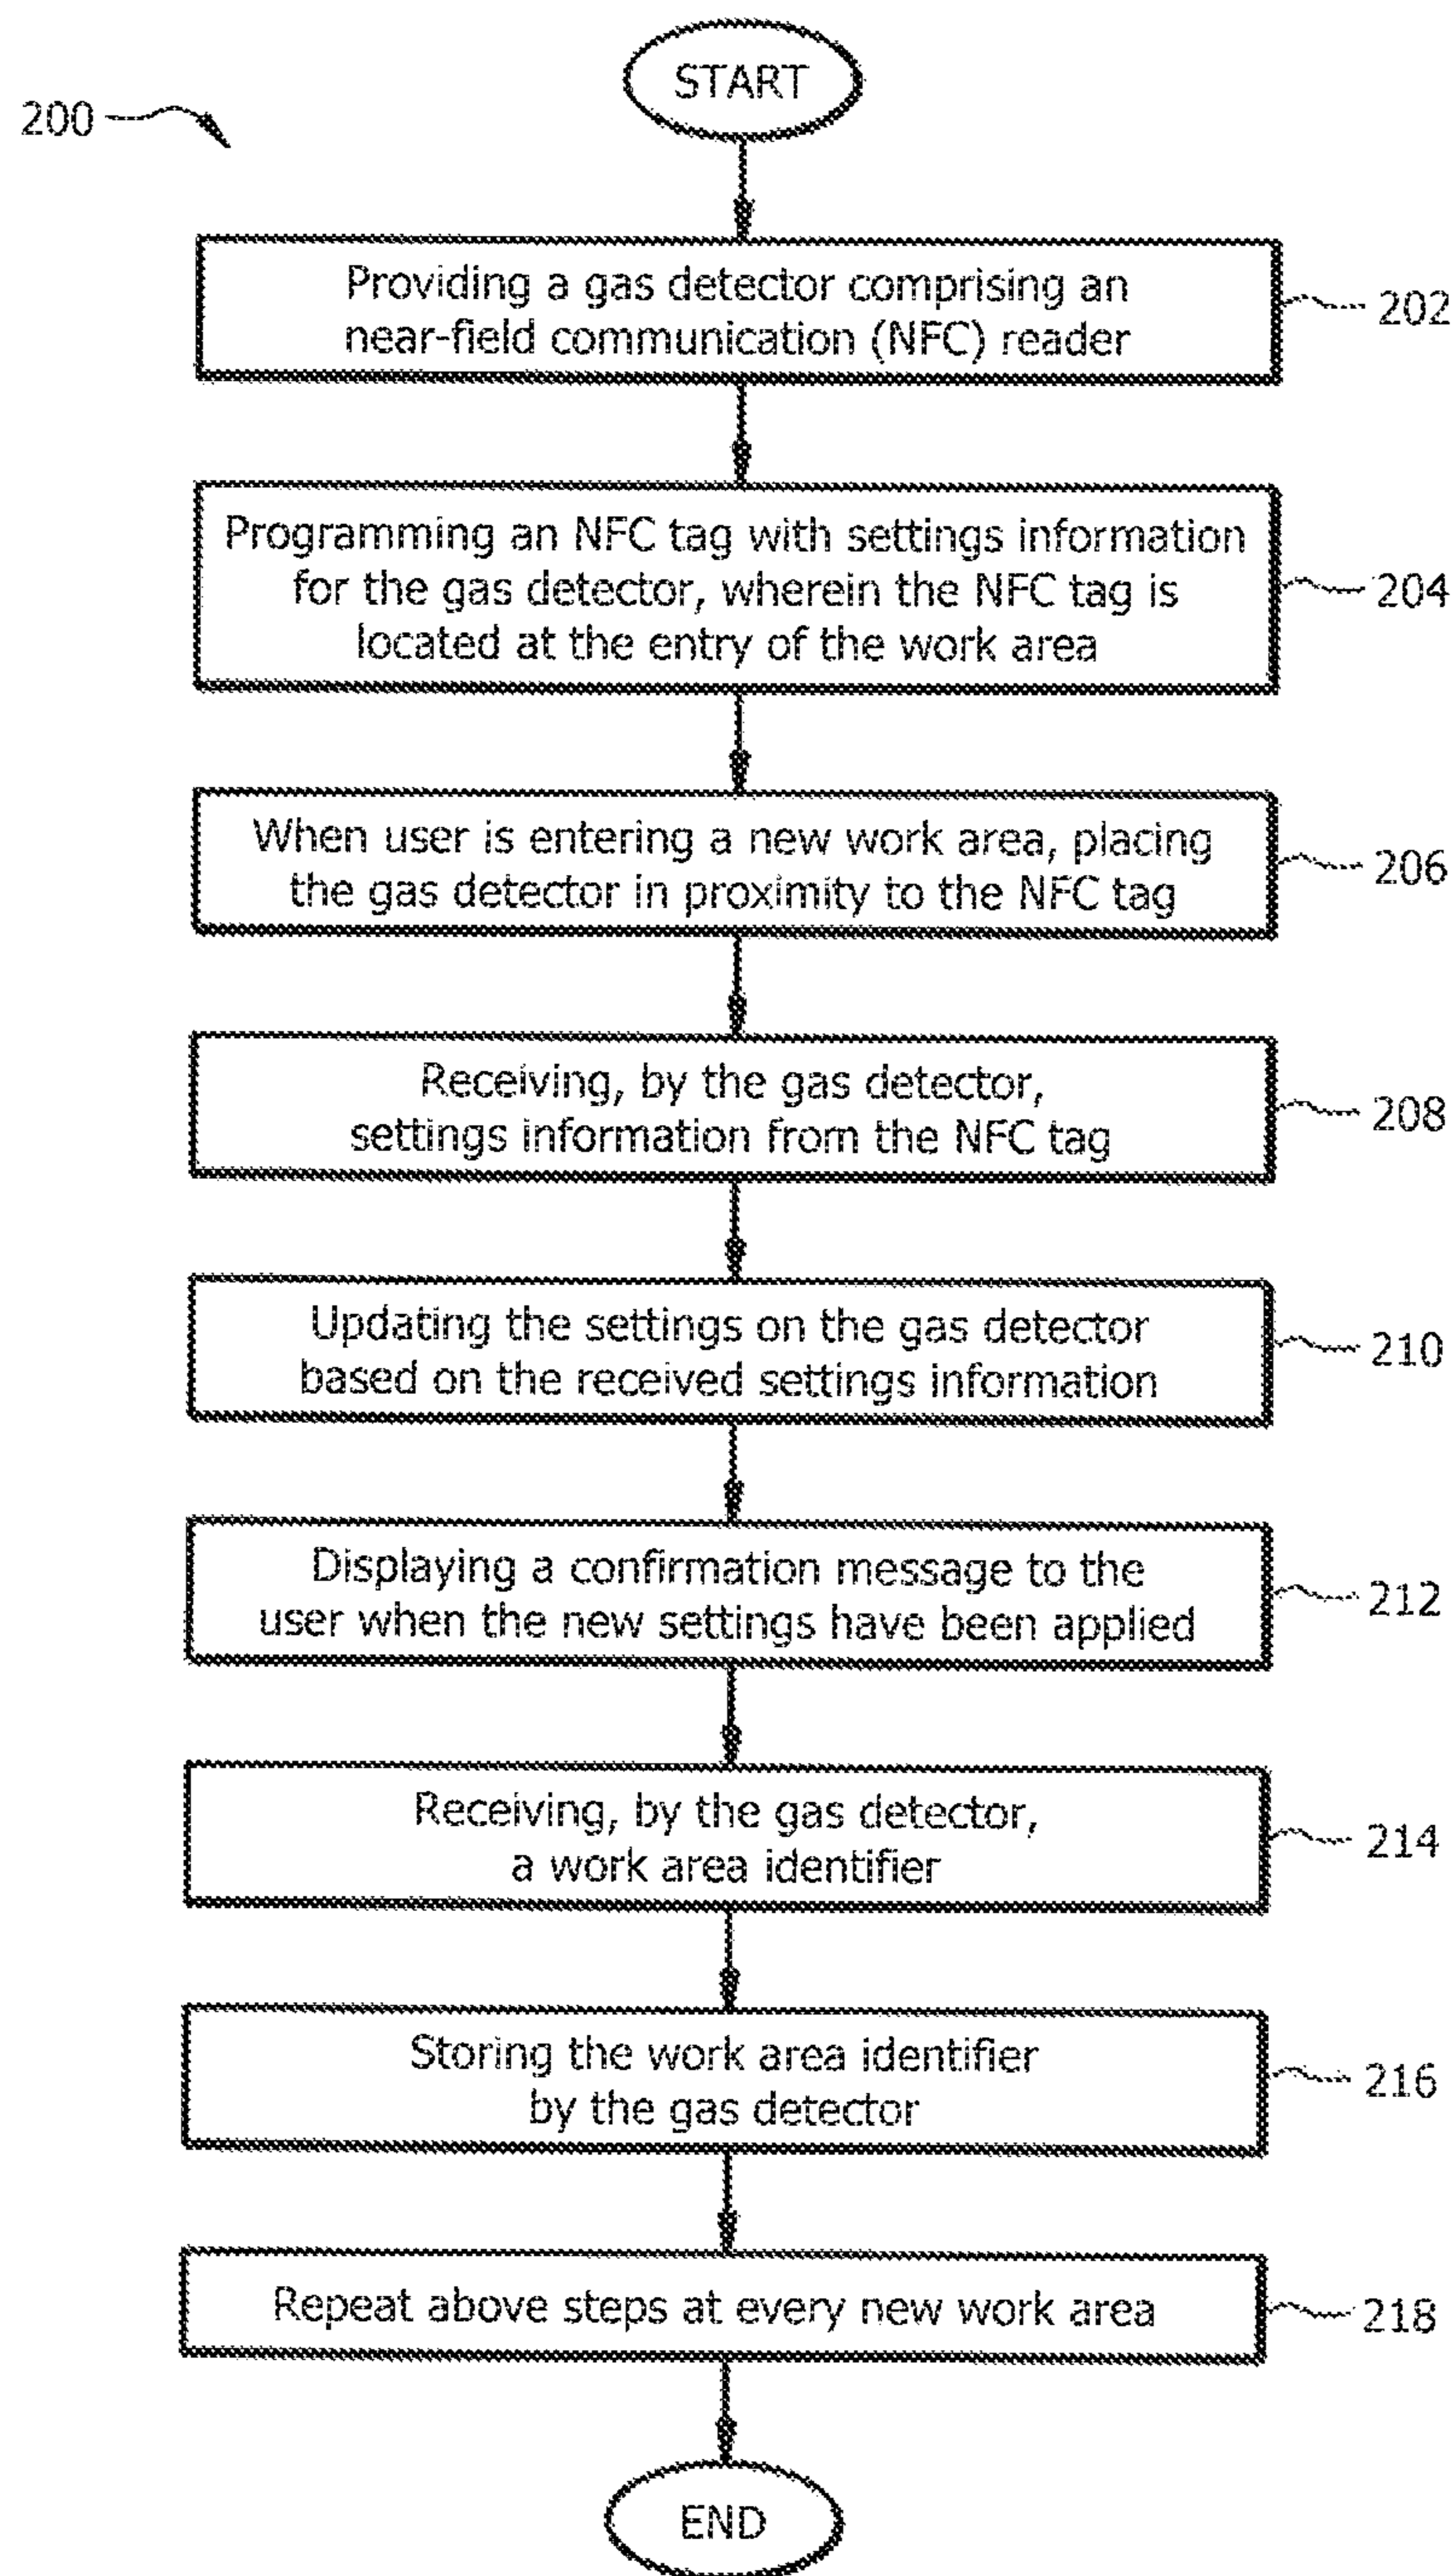 START
200
Providing a gas detector comprising an
near-field communication (NFC) reader
202
Programming an NFC tag with settings information
for the gas detector, wherein the NFC tag is
located at the entry of the work area
204
When user is entering a new work area, placing
the gas detector in proximity to the NFC tag
206
Receiving, by the gas detector,
settings information from the NFC tag
208
Updating the settings on the gas detector
based on the received settings information
210
Displaying a confirmation message to the
user when the new settings have been applied
212
Receiving, by the gas detector,
a work area identifier
214
Storing the work area identifier
by the gas detector
216
Repeat above steps at every new work area
218
END